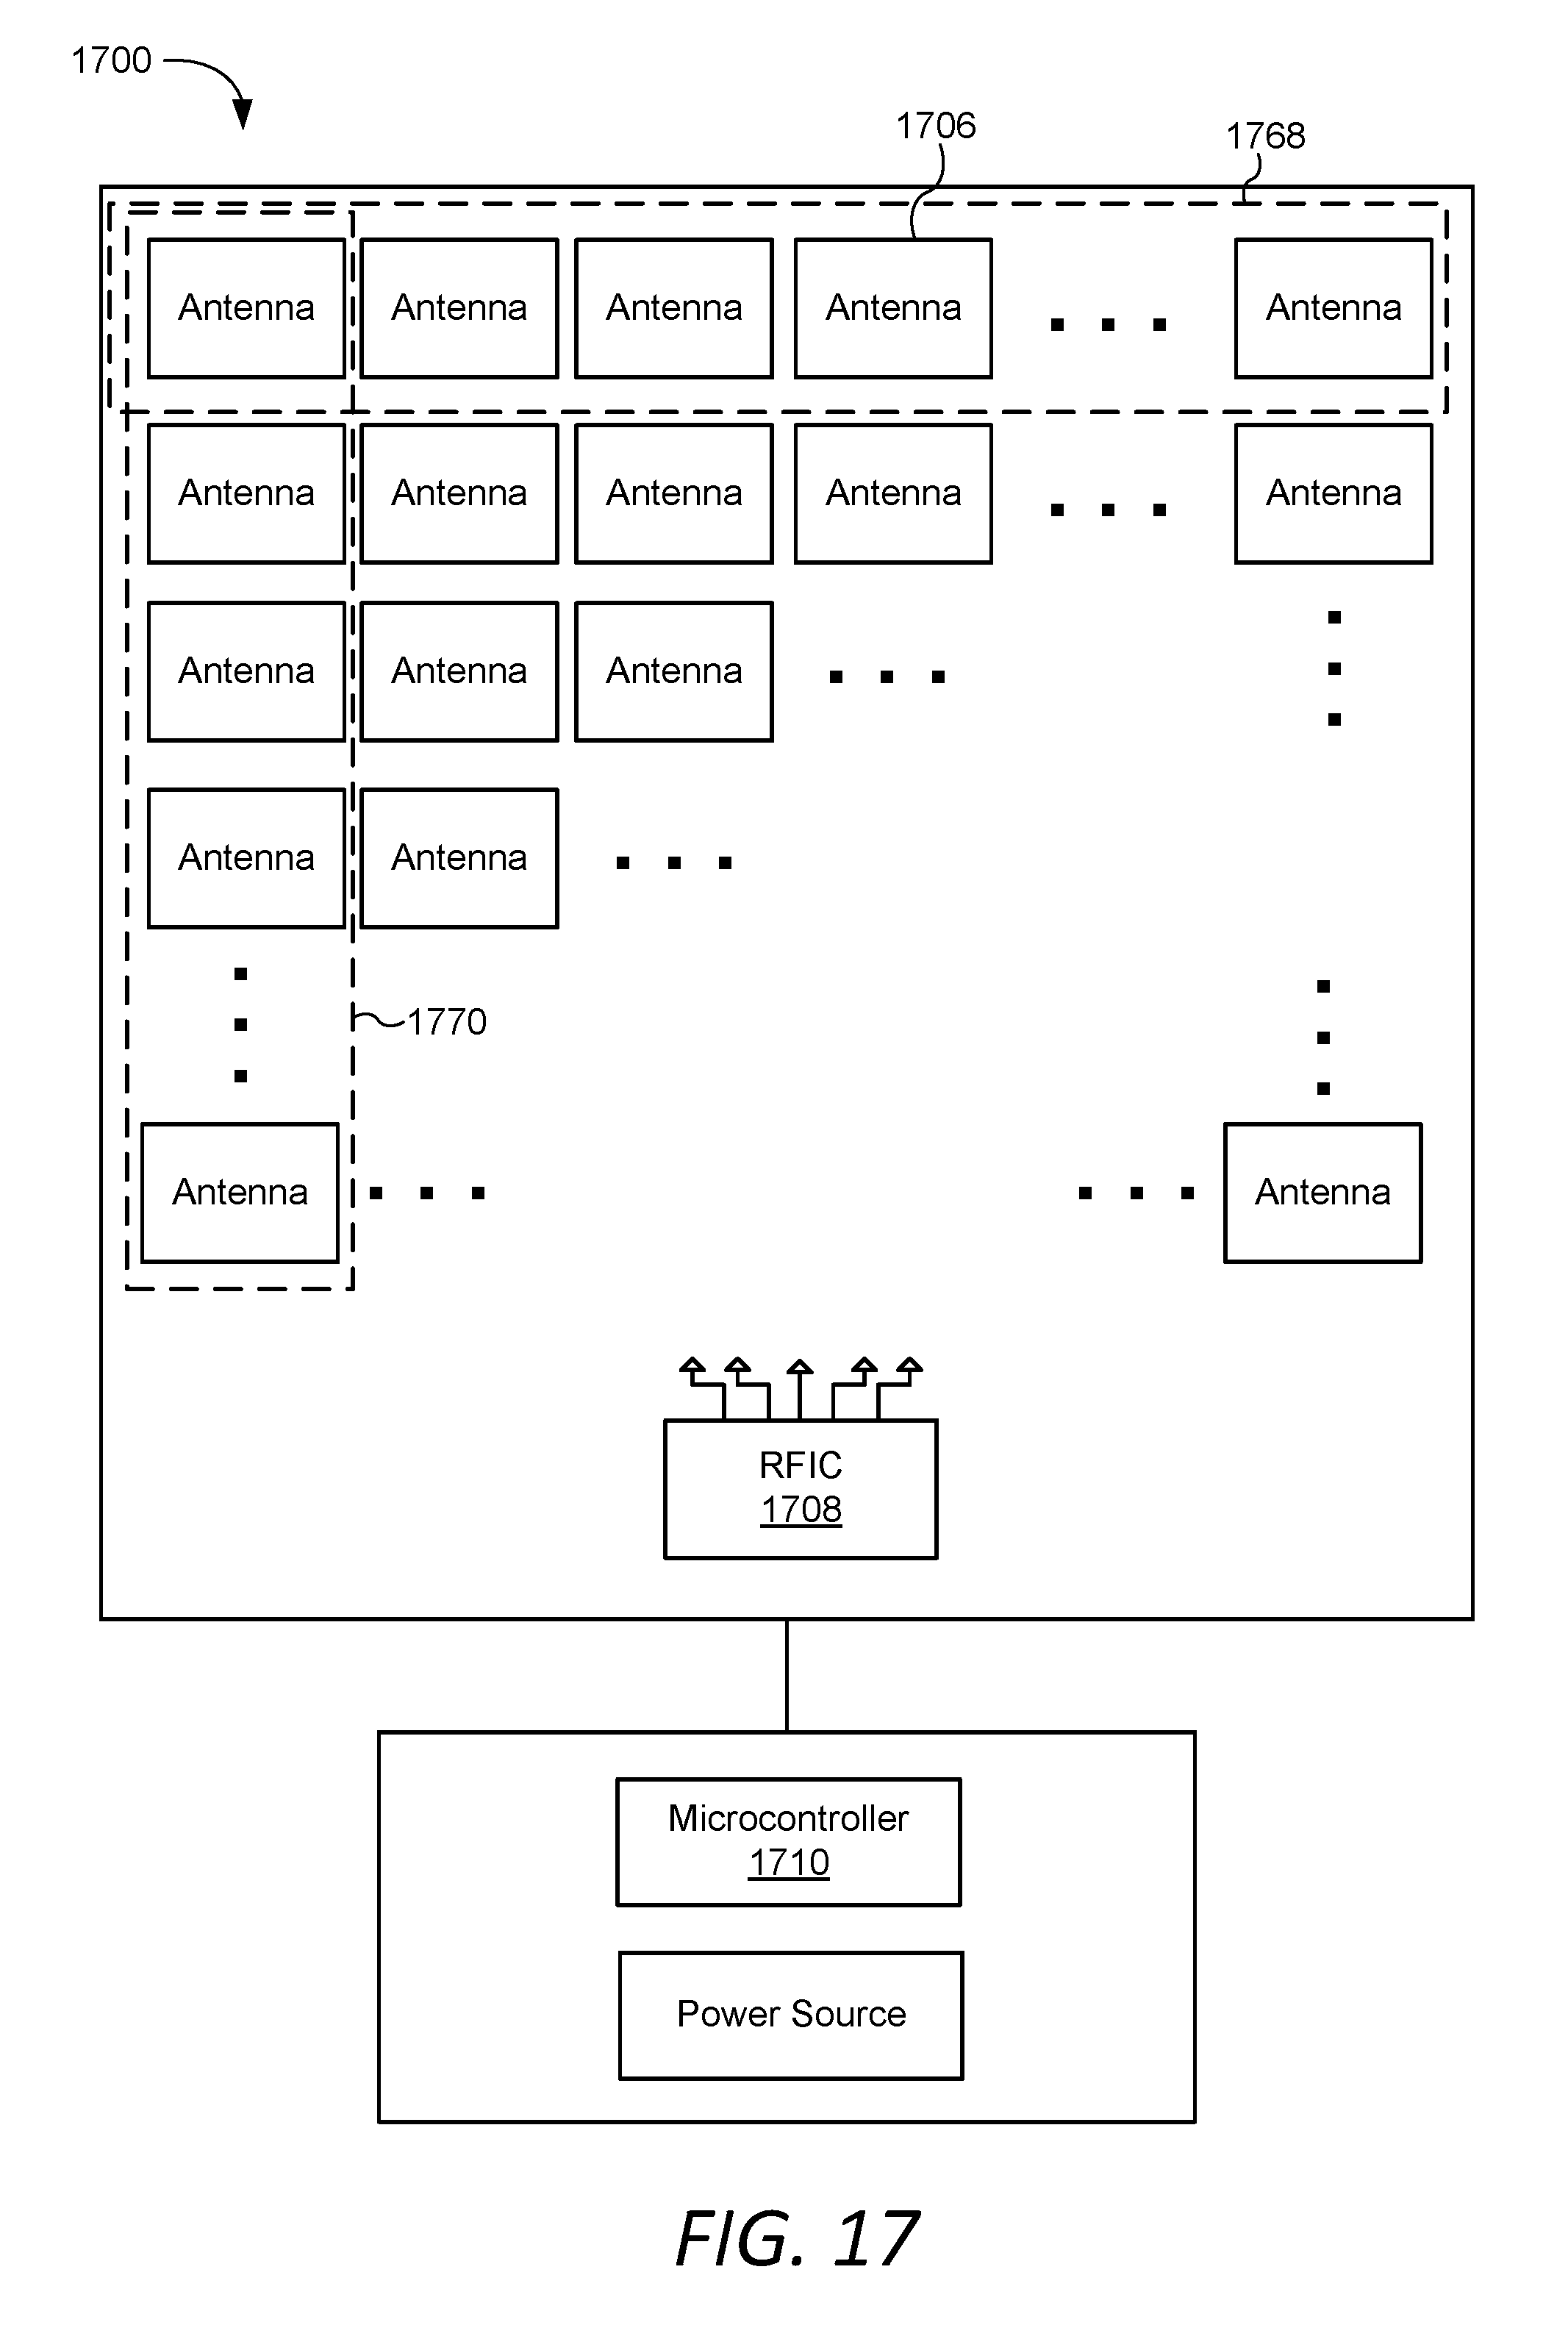 1700
1706
1768
Antenna Antenna Antenna Antenna Antenna
Antenna Antenna Antenna Antenna Antenna
Antenna Antenna Antenna
Antenna Antenna
1770
Antenna Antenna
RFIC
1708
Microcontroller
1710
Power Source
FIG. 17